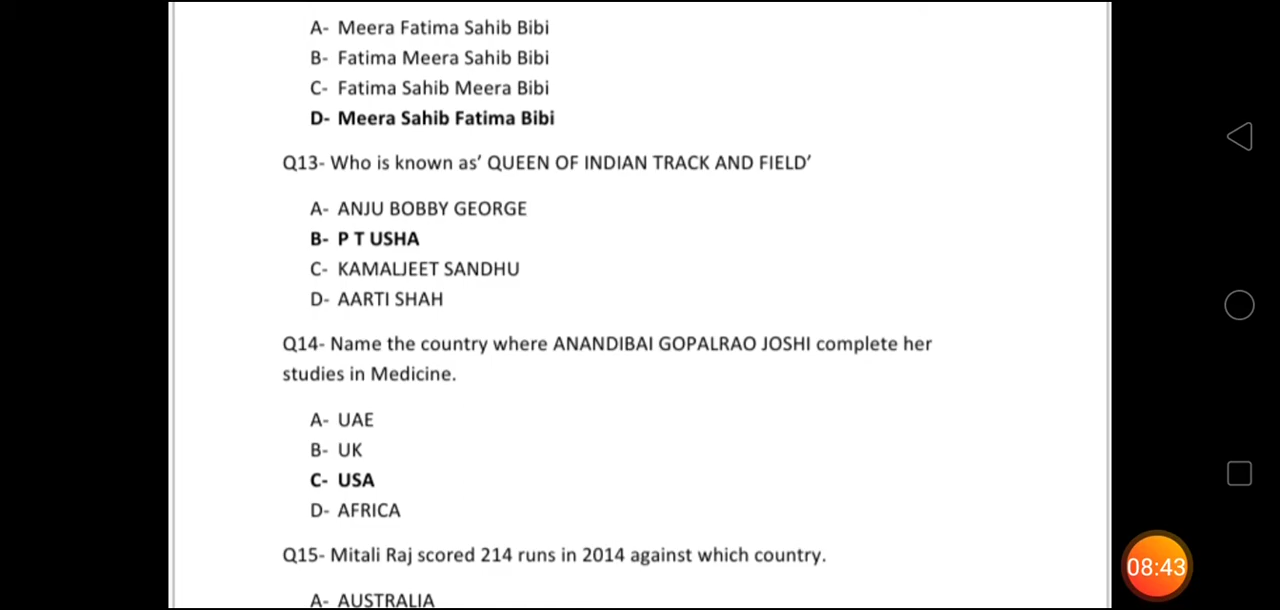 A- Meera Fatima Sahib Bibi
B- Fatima Meera Sahib Bibi
C- Fatima Sahib Meera Bibi
D- Meera Sahib Fatima Bibi
Q13- Who is known as' QUEEN OF INDIAN TRACK AND FIELD'
A- ANJU BOBBY GEORGE
B- P T USHA
C- KAMALJEET SANDHU
D- AARTI SHAH
Q14- Name the country where ANANDIBAI GOPALRAO JOSHI complete her
studies in Medicine.
A- UAE
B- UK
C- USA
D- AFRICA
Q15- Mitali Raj scored 214 runs in 2014 against which country.
A- AUSTRALIA
08:43